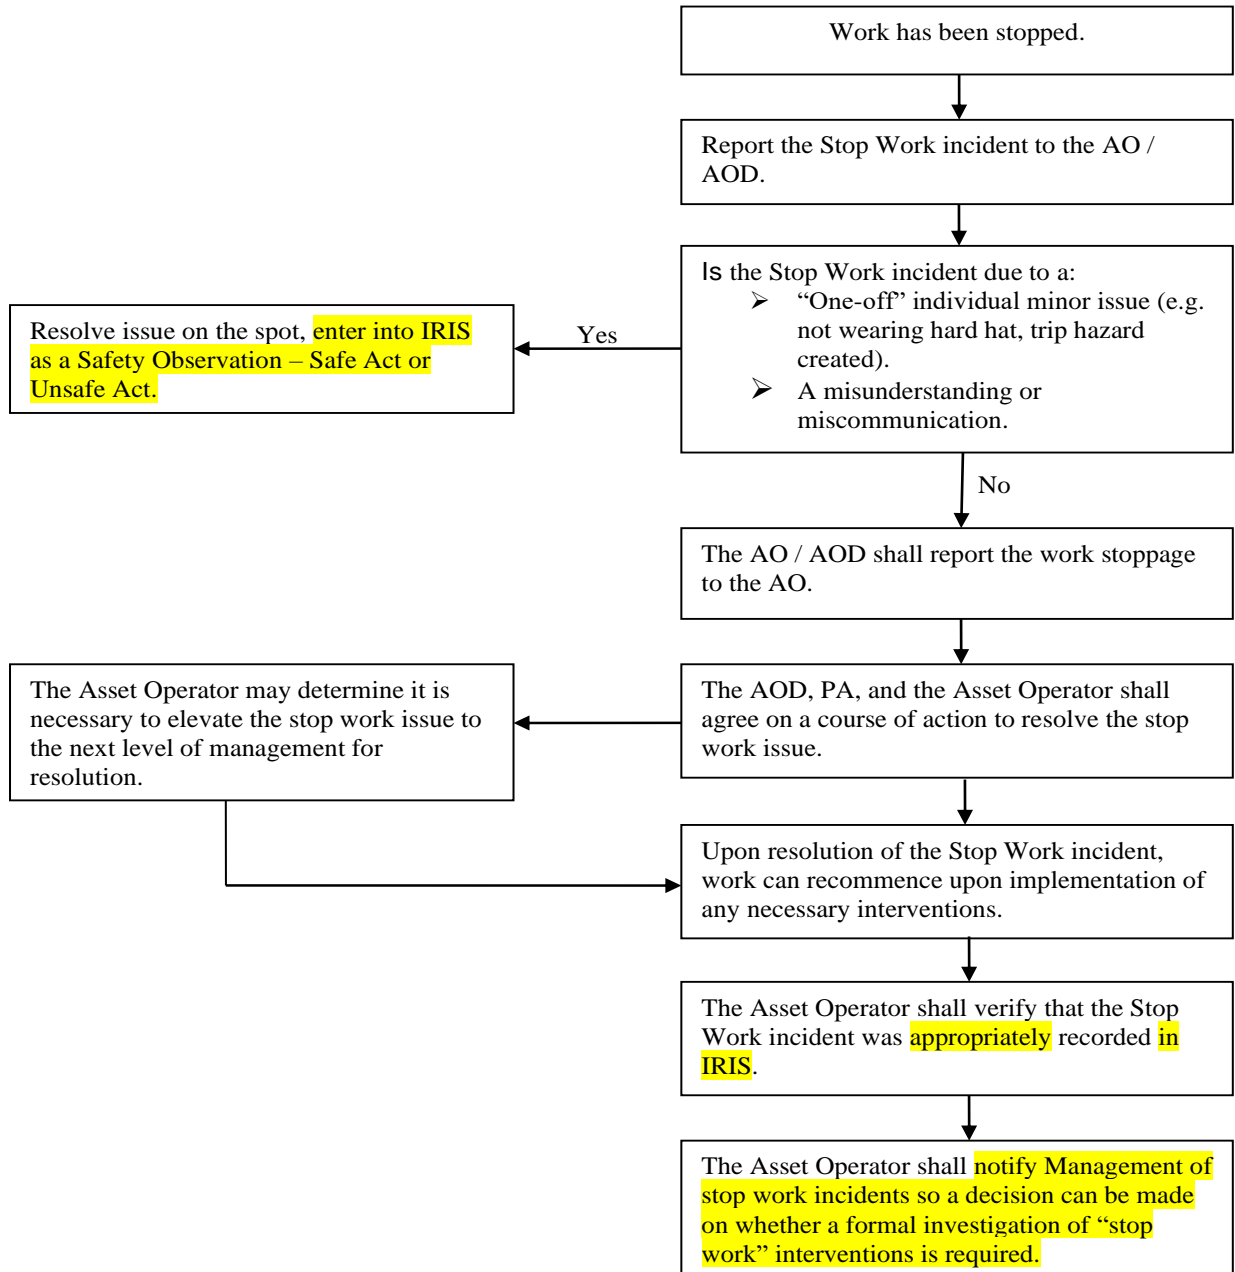 Work has been stopped.
Report the Stop Work incident to the AO /
AOD.
Is the Stop Work incident due to a:
➢ “One-off” individual minor issue (e.g.
not wearing hard hat, trip hazard
created).
➢ A misunderstanding or
miscommunication.
Yes
Resolve issue on the spot, enter into IRIS
as a Safety Observation – Safe Act or
Unsafe Act.
No
The AO / AOD shall report the work stoppage
to the AO.
The AOD, PA, and the Asset Operator shall
agree on a course of action to resolve the stop
work issue.
The Asset Operator may determine it is
necessary to elevate the stop work issue to
the next level of management for
resolution.
Upon resolution of the Stop Work incident,
work can recommence upon implementation of
any necessary interventions.
The Asset Operator shall verify that the Stop
Work incident was appropriately recorded in
IRIS.
The Asset Operator shall notify Management of
stop work incidents so a decision can be made
on whether a formal investigation of “stop
work” interventions is required.